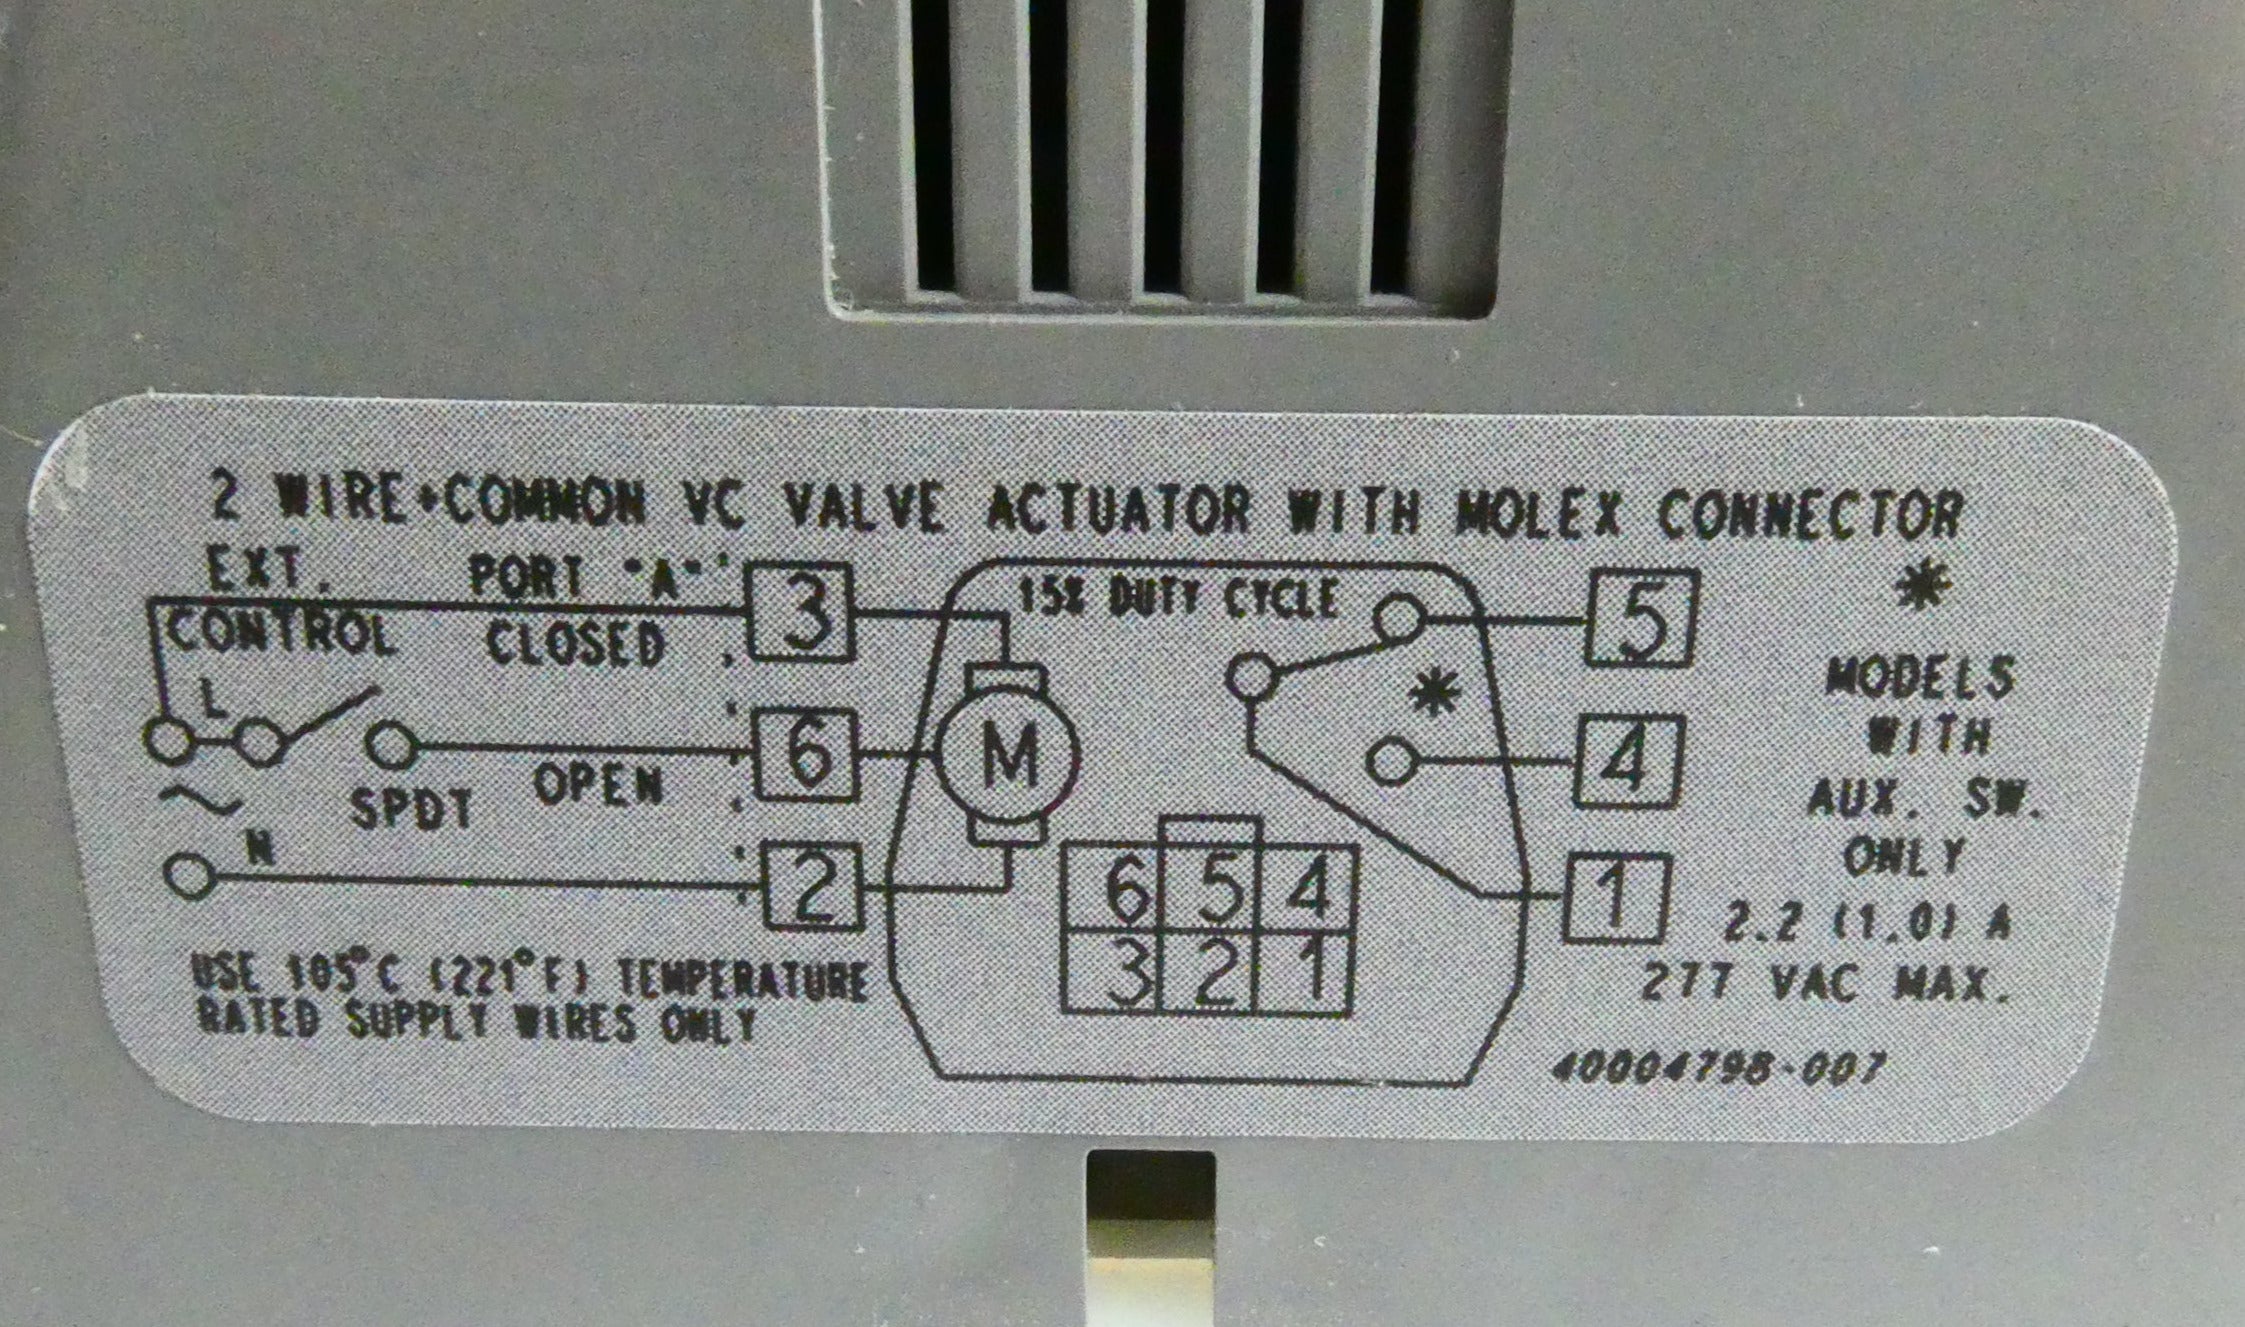 2 WIRE+COMMON VC VALVE ACTUATOR WITH MOLEX CONNECTOR
EXT. CONTROL
PORT "A"
CLOSED
3
15% DUTY CYCLE
5
*
L
SPDT
OPEN
6
M
*
4
MODELS
WITH
AUX. SW.
ONLY
2.2 (1.0) A
277 VAC MAX.
~
N
2
6 5 4
3 2 1
1
USE 105°C (221°F) TEMPERATURE
RATED SUPPLY WIRES ONLY
40004798-007